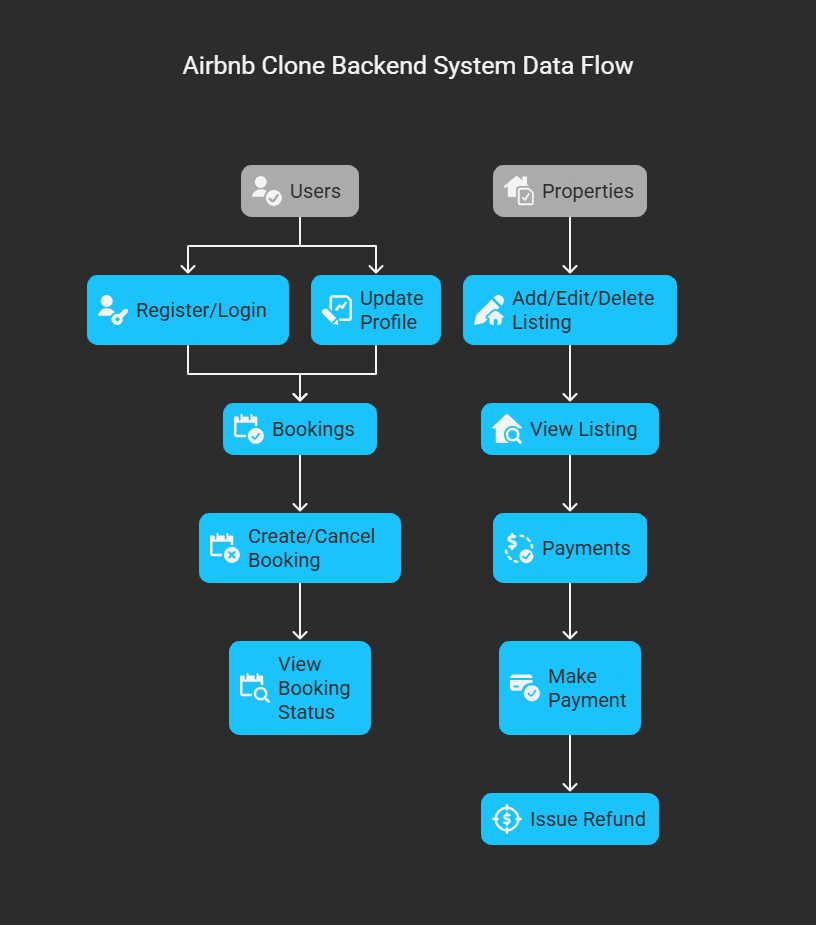 Airbnb Clone Backend System Data Flow
Users
Properties
Register/Login
Update
Profile
Add/Edit/Delete
Listing
Bookings
View Listing
Create/Cancel
Booking
Payments
View
Booking
Status
Make
Payment
Issue Refund